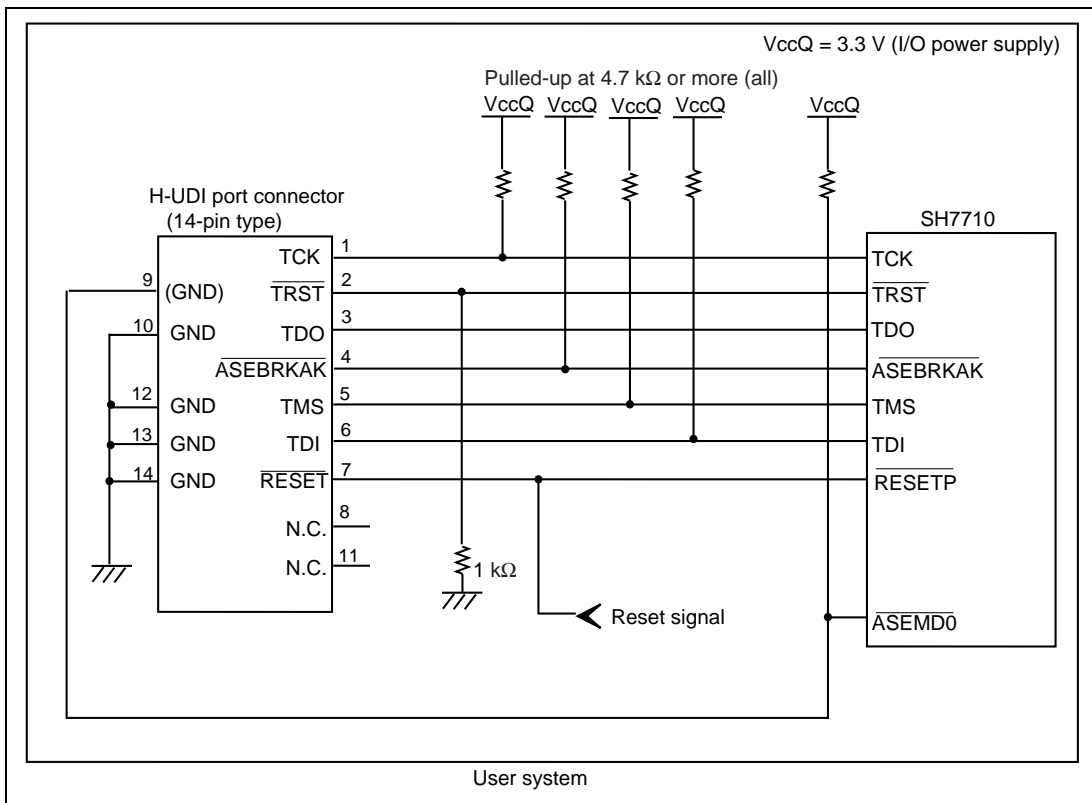 VccQ = 3.3 V (I/O power supply)
Pulled-up at 4.7 kΩ or more (all)
VccQ VccQ VccQ VccQ VccQ
H-UDI port connector
(14-pin type)
SH7710
TCK 1 TCK
9 (GND) TRST 2 TRST
10 GND TDO 3 TDO
ASEBRKAK 4 ASEBRKAK
12 GND TMS 5 TMS
13 GND TDI 6 TDI
14 GND RESET 7 RESETP
N.C. 8
N.C. 11
1 kΩ
Reset signal
ASEMD0
User system